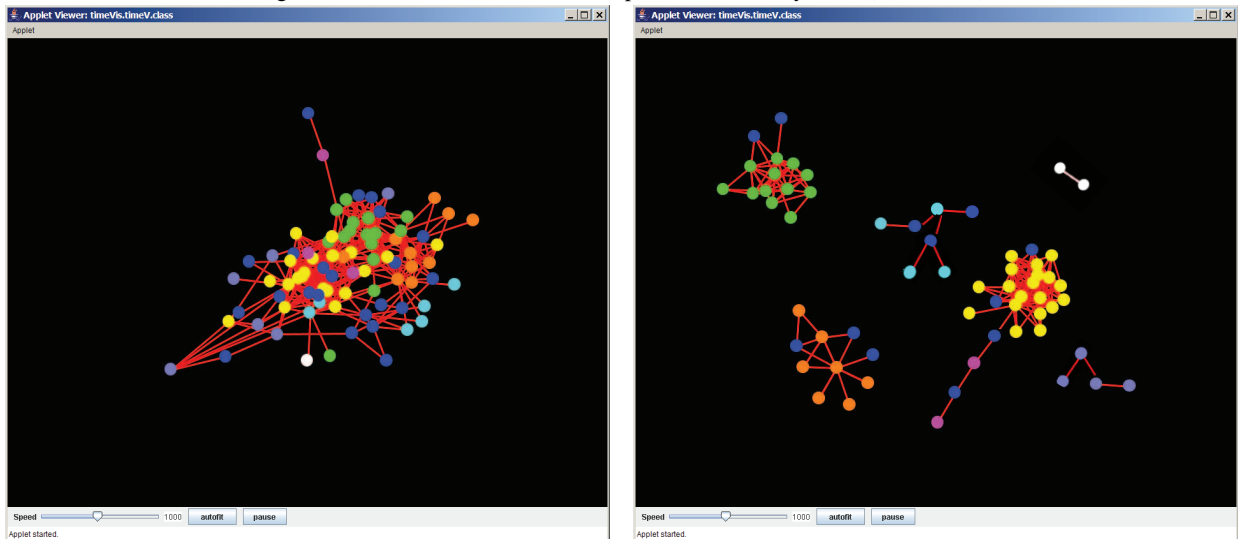 Applet Viewer: timeVis.timeV.class
Applet
Speed 1000 autofit pause
Applet started.
Applet Viewer: timeVis.timeV.class
Applet
Speed 1000 autofit pause
Applet started.